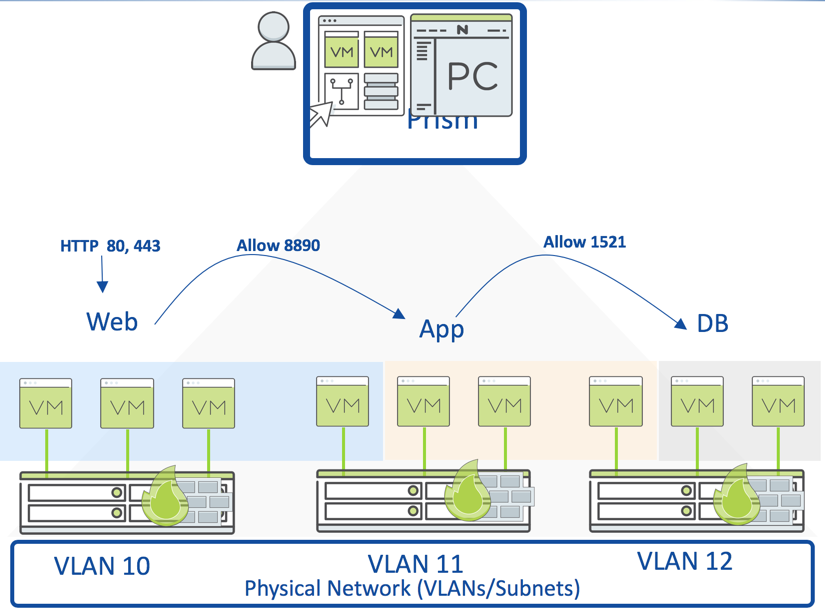 VM VM
N
PC
Prism
HTTP 80, 443
Allow 8890
Allow 1521
Web
App
DB
VM VM VM VM VM VM VM VM VM
VLAN 10
VLAN 11
VLAN 12
Physical Network (VLANs/Subnets)